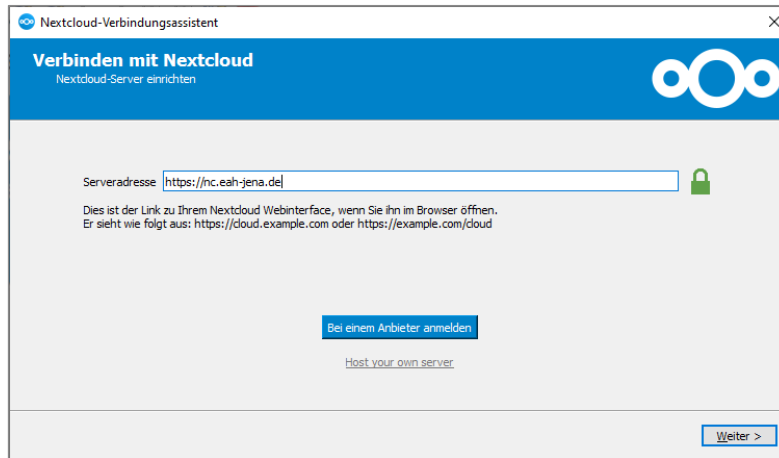 Nextcloud-Verbindungsassistent
Verbinden mit Nextcloud
Nextcloud-Server einrichten
Serveradresse https://nc.eah-jena.de
Dies ist der Link zu Ihrem Nextcloud Webinterface, wenn Sie ihn im Browser öffnen.
Er sieht wie folgt aus: https://cloud.example.com oder https://example.com/cloud
Bei einem Anbieter anmelden
Host your own server
Weiter >